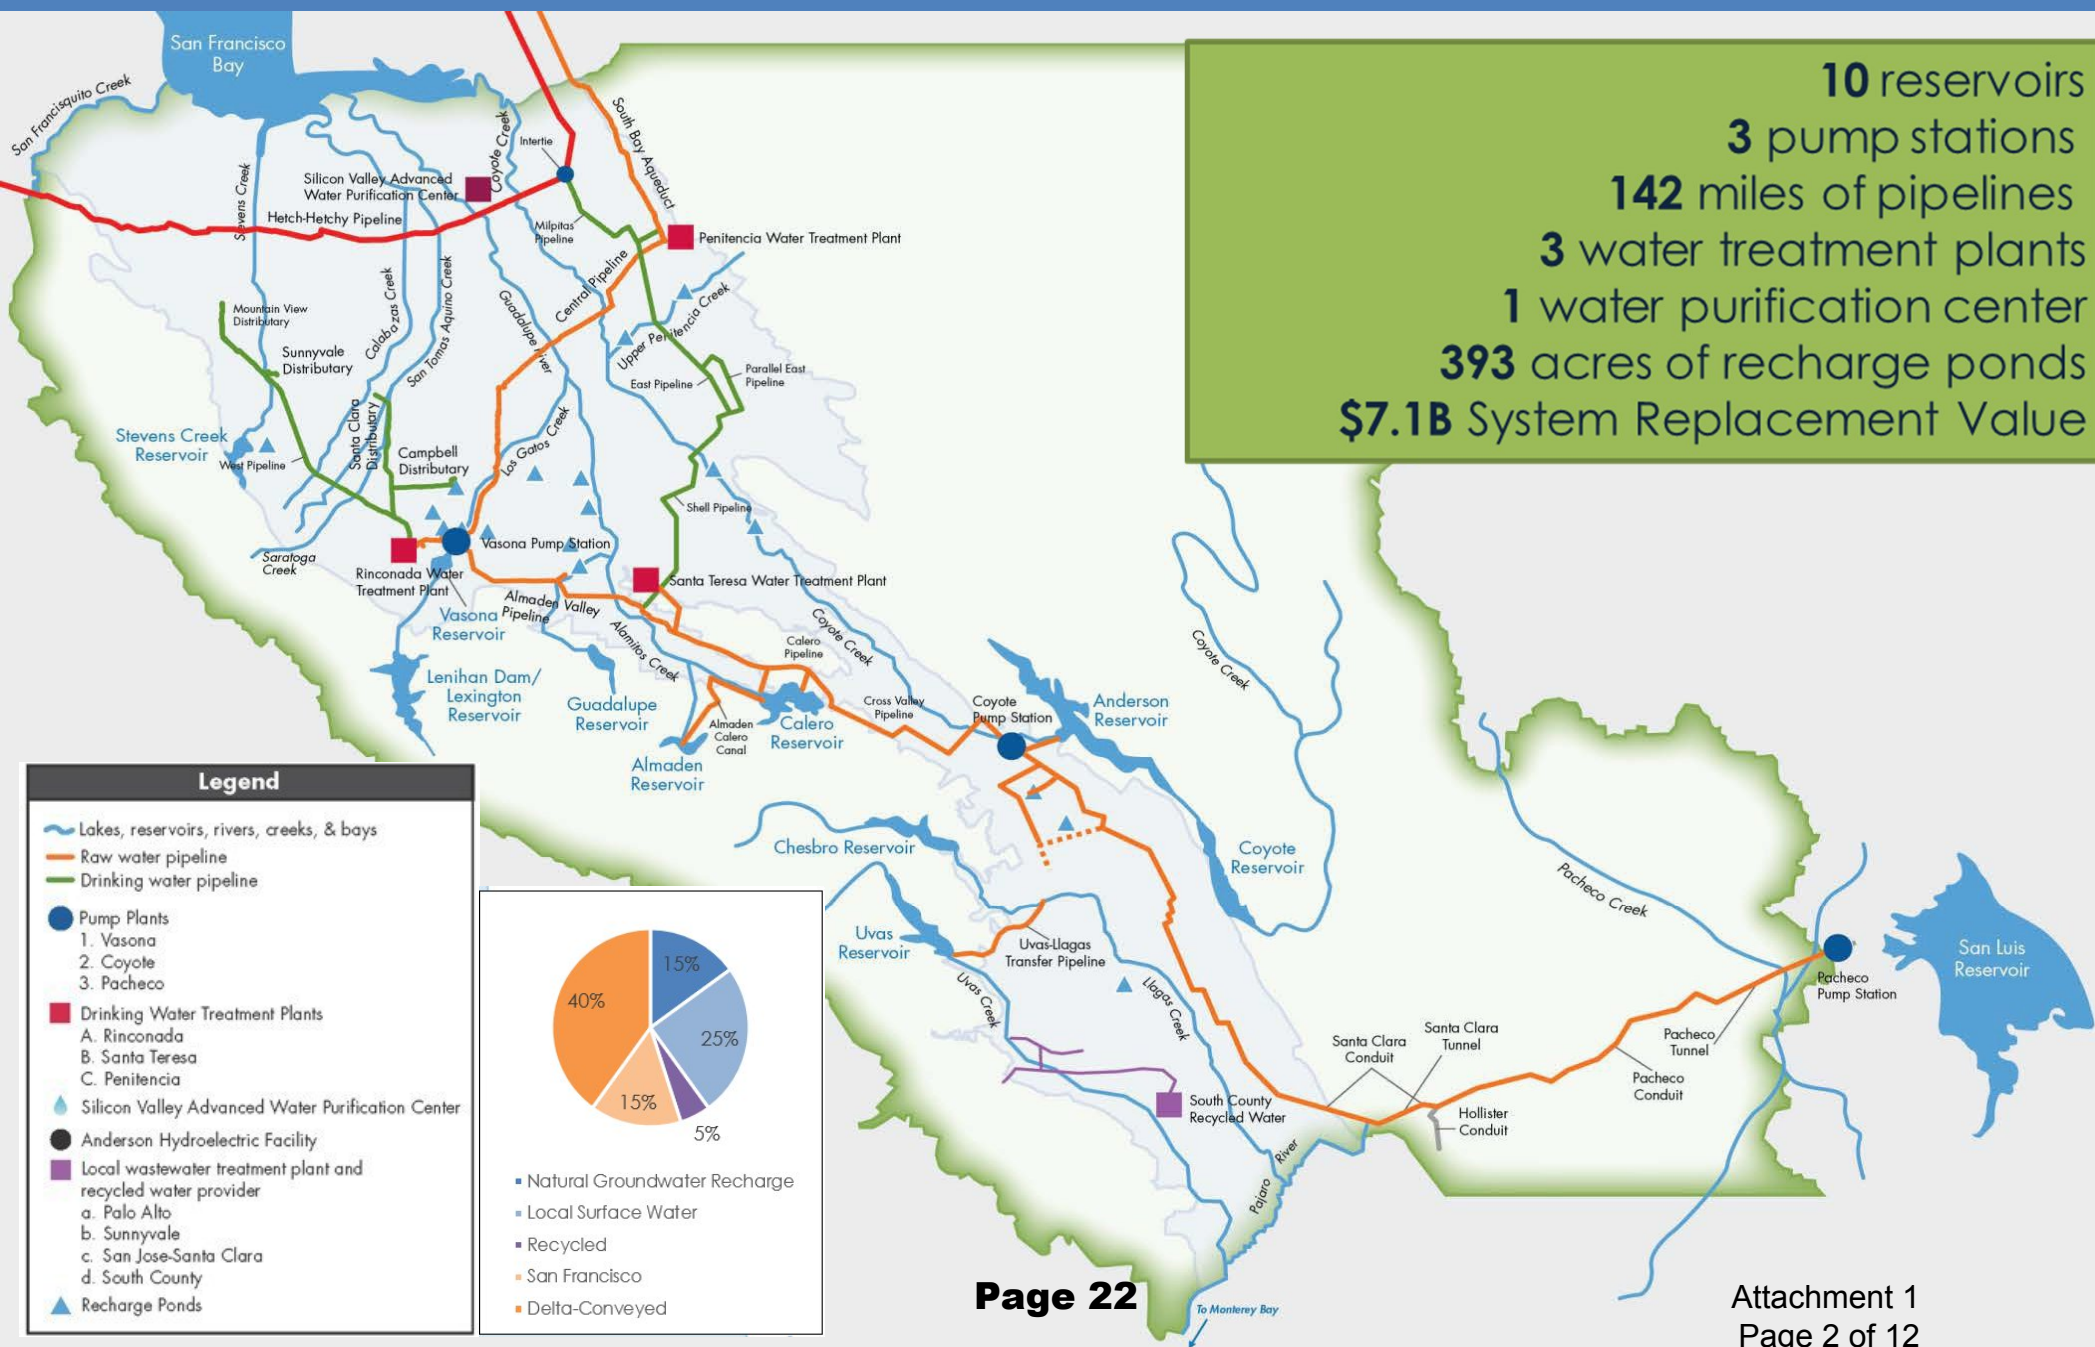 San Francisco
Bay
San Francisquito Creek
Stevens Creek
Silicon Valley Advanced
Water Purification Center
Hetch-Hetchy Pipeline
Coyote Creek
Intertie
South Bay Aqueduct
Milpitas
Pipeline
Penitencia Water Treatment Plant
Central Pipeline
Guadalupe river
Upper Penitencia Creek
Calabazas Creek
San Tomas Aquino Creek
Mountain View
Distributary
Sunnyvale
Distributary
East Pipeline
Parallel East
Pipeline
Stevens Creek
Reservoir
West Pipeline
Santa Clara
Distributary
Campbell
Distributary
Los Gatos Creek
Shell Pipeline
Saratoga
Creek
Vasona Pump Station
Rinconada Water
Treatment Plant
Santa Teresa Water Treatment Plant
Vasona
Reservoir
Almaden Valley
Pipeline
Alamitos Creek
Calero
Pipeline
Coyote Creek
Coyote Creek
Lenihan Dam/
Lexington
Reservoir
Guadalupe
Reservoir
Almaden
Calero
Canal
Almaden
Reservoir
Calero
Reservoir
Cross Valley
Pipeline
Coyote
Pump Station
Anderson
Reservoir
Chesbro Reservoir
Coyote
Reservoir
Uvas
Reservoir
Uvas-Llagas
Transfer Pipeline
Uvas Creek
Llagas Creek
Pacheco Creek
San Luis
Reservoir
Pacheco
Pump Station
Pacheco
Tunnel
Pacheco
Conduit
Santa Clara
Conduit
Santa Clara
Tunnel
Hollister
Conduit
South County
Recycled Water
Pajaro River
To Monterey Bay
10 reservoirs
3 pump stations
142 miles of pipelines
3 water treatment plants
1 water purification center
393 acres of recharge ponds
$7.1B System Replacement Value
Legend
Lakes, reservoirs, rivers, creeks, & bays
Raw water pipeline
Drinking water pipeline
Pump Plants
1. Vasona
2. Coyote
3. Pacheco
Drinking Water Treatment Plants
A. Rinconada
B. Santa Teresa
C. Penitencia
Silicon Valley Advanced Water Purification Center
Anderson Hydroelectric Facility
Local wastewater treatment plant and
recycled water provider
a. Palo Alto
b. Sunnyvale
c. San Jose-Santa Clara
d. South County
Recharge Ponds
15%
40%
25%
15%
5%
Natural Groundwater Recharge
Local Surface Water
Recycled
San Francisco
Delta-Conveyed
Page 22
Attachment 1
Page 2 of 12